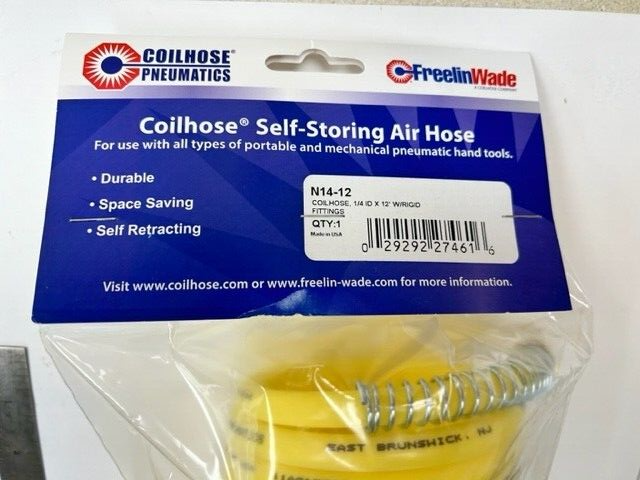 COILHOSE®
PNEUMATICS
FreelinWade
A COILHOSE COMPANY
Coilhose® Self-Storing Air Hose
For use with all types of portable and mechanical pneumatic hand tools.
• Durable
• Space Saving
• Self Retracting
N14-12
COILHOSE, 1/4 ID X 12' W/RIGID
FITTINGS
QTY:1
Made in USA
0 29292 27461 6
Visit www.coilhose.com or www.freelin-wade.com for more information.
EAST BRUNSWICK, NJ